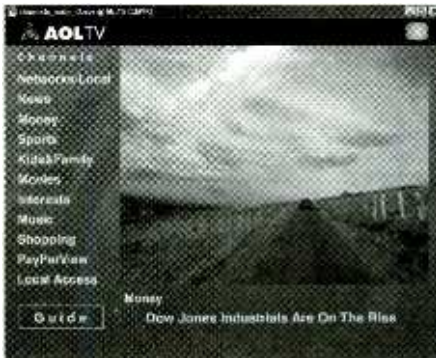 AOLTV
Channels
Networks-Local
News
Money
Sports
Kids&Family
Movies
Interests
Music
Shopping
PayPerView
Local Access
Guide
Money
Dow Jones Industrials Are On The Rise